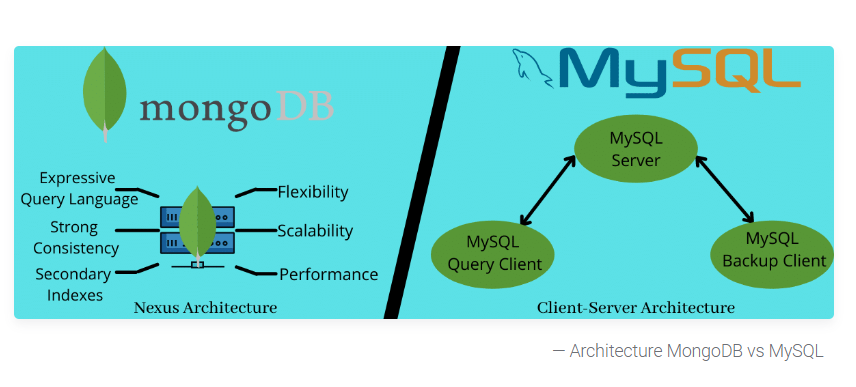 mongoDB
Expressive
Query Language
Strong
Consistency
Secondary
Indexes
Flexibility
Scalability
Performance
Nexus Architecture
MySQL
MySQL
Server
MySQL
Query Client
MySQL
Backup Client
Client-Server Architecture
— Architecture MongoDB vs MySQL